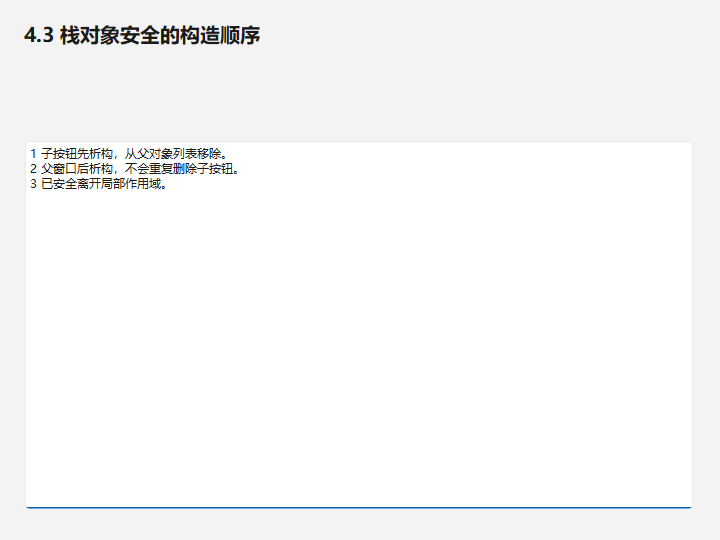 4.3 栈对象安全的构造顺序
1 子按钮先析构，从父对象列表移除。
2 父窗口后析构，不会重复删除子按钮。
3 已安全离开局部作用域。